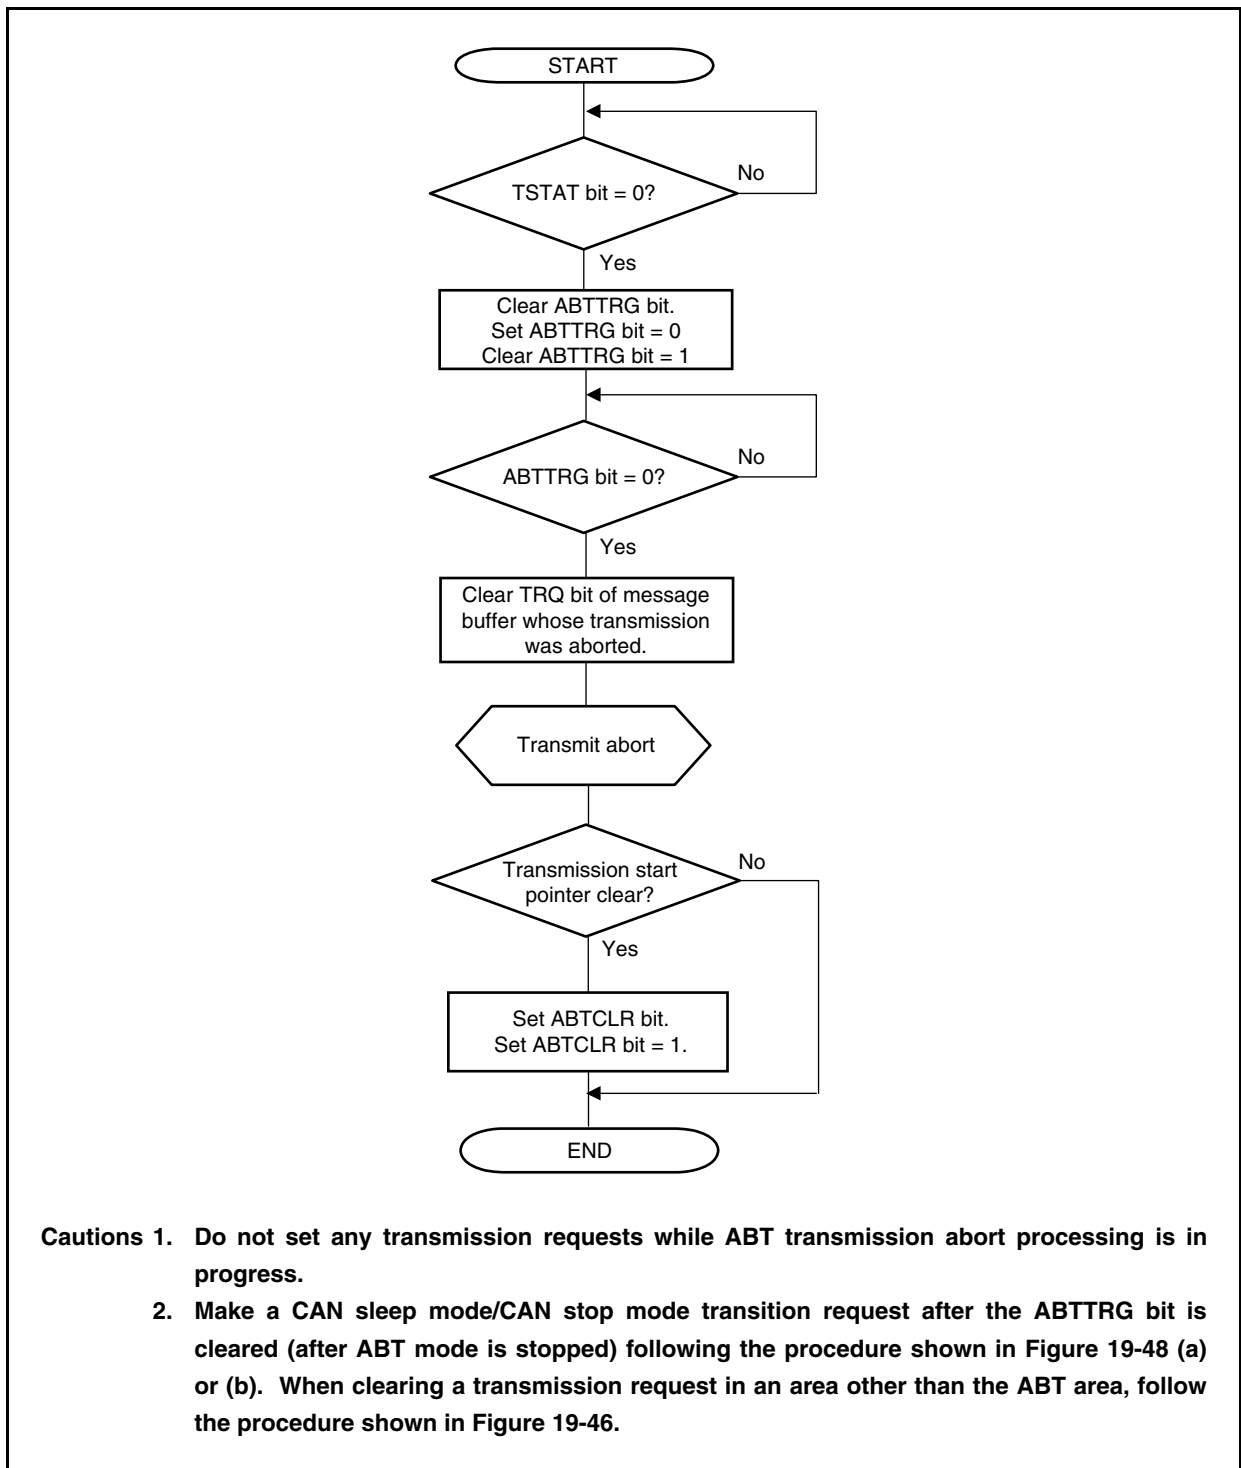 START
TSTAT bit = 0?
No
Yes
Clear ABTTRG bit.
Set ABTTRG bit = 0
Clear ABTTRG bit = 1
ABTTRG bit = 0?
No
Yes
Clear TRQ bit of message
buffer whose transmission
was aborted.
Transmit abort
Transmission start
pointer clear?
No
Yes
Set ABTCLR bit.
Set ABTCLR bit = 1.
END
Cautions 1. Do not set any transmission requests while ABT transmission abort processing is in
progress.
2. Make a CAN sleep mode/CAN stop mode transition request after the ABTTRG bit is
cleared (after ABT mode is stopped) following the procedure shown in Figure 19-48 (a)
or (b). When clearing a transmission request in an area other than the ABT area, follow
the procedure shown in Figure 19-46.